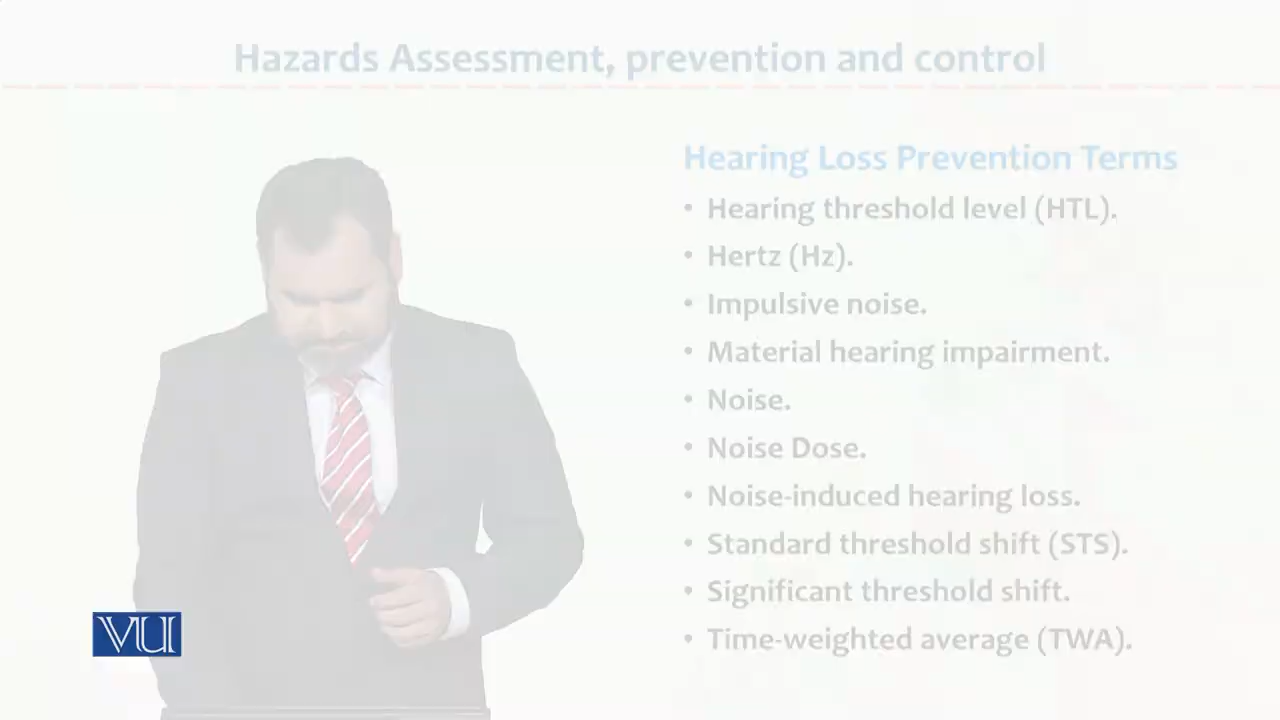 Hazards Assessment, prevention and control
Hearing Loss Prevention Terms
• Hearing threshold level (HTL).
• Hertz (Hz).
• Impulsive noise.
• Material hearing impairment.
• Noise.
• Noise Dose.
• Noise-induced hearing loss.
• Standard threshold shift (STS).
• Significant threshold shift.
• Time-weighted average (TWA).
VU